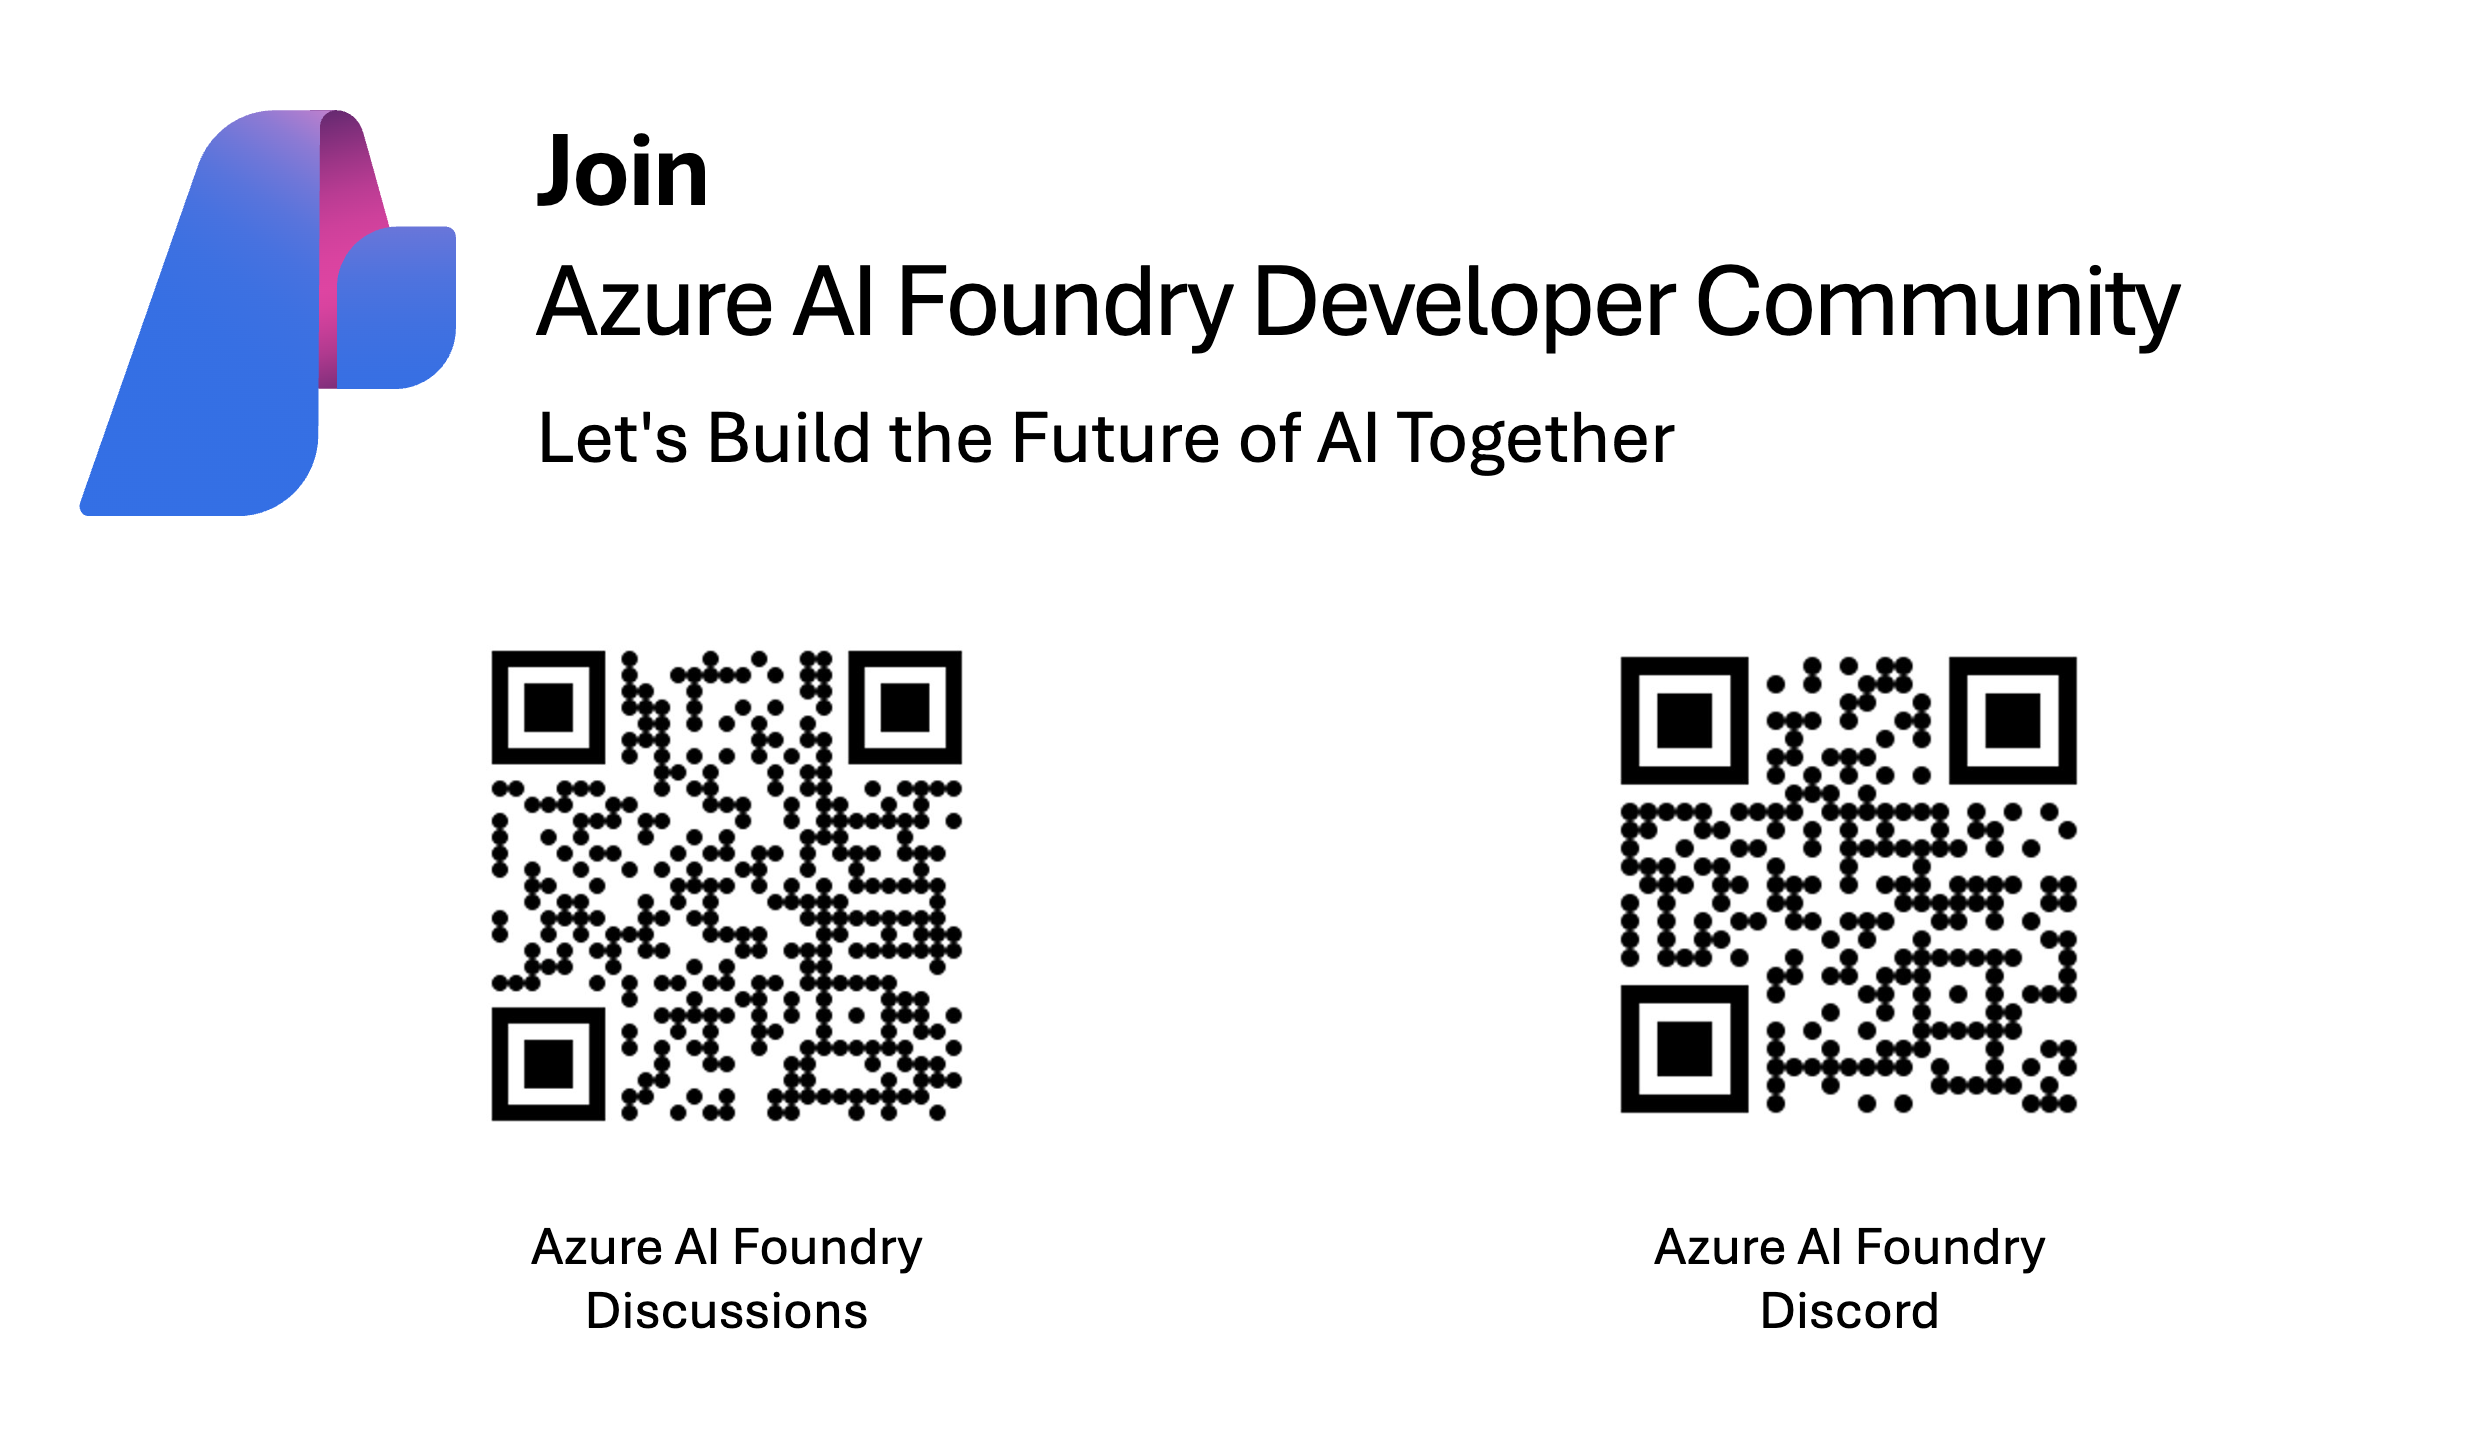 Join
Azure AI Foundry Developer Community
Let's Build the Future of AI Together
Azure AI Foundry
Discussions
Azure AI Foundry
Discord